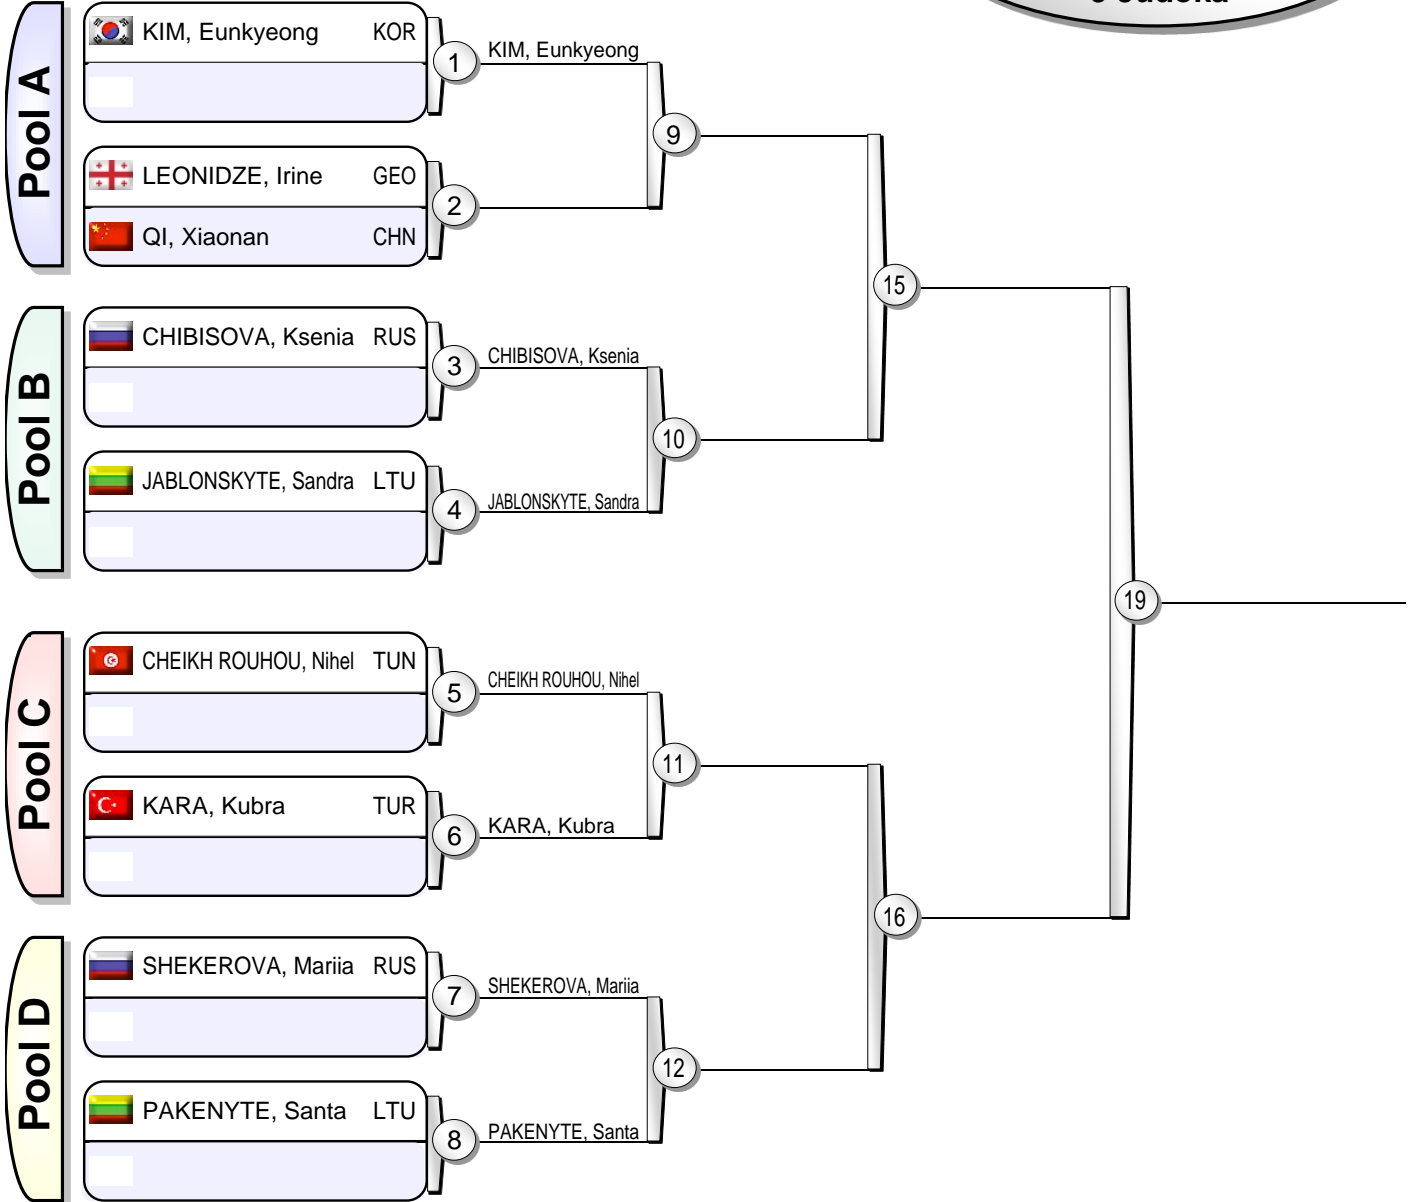 Judoka
Pool A
KIM, Eunkyeong KOR
1
KIM, Eunkyeong
9
LEONIDZE, Irine GEO
2
QI, Xiaonan CHN
15
Pool B
CHIBISOVA, Ksenia RUS
3
CHIBISOVA, Ksenia
10
JABLONSKYTE, Sandra LTU
4
JABLONSKYTE, Sandra
19
Pool C
CHEIKH ROUHOU, Nihel TUN
5
CHEIKH ROUHOU, Nihel
11
KARA, Kubra TUR
6
KARA, Kubra
16
Pool D
SHEKEROVA, Mariia RUS
7
SHEKEROVA, Mariia
12
PAKENYTE, Santa LTU
8
PAKENYTE, Santa